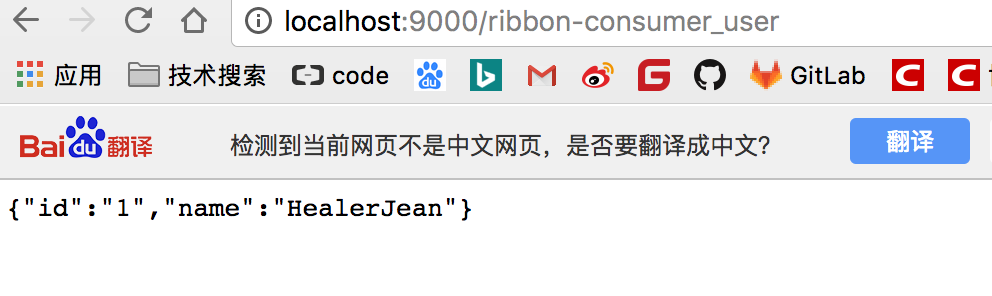 localhost:9000/ribbon-consumer_user
应用 技术搜索 code GitLab
Bai du 翻译 检测到当前网页不是中文网页，是否要翻译成中文？ 翻译
{"id":"1","name":"HealerJean"}